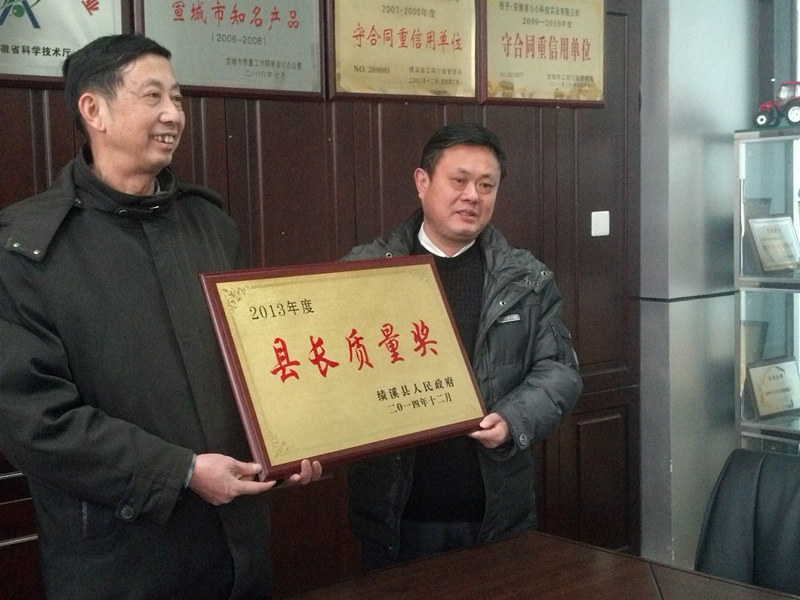 徽省科学技术厅
宣城市知名产品
(2006-2008)
2007-2008年度
守合同重信用单位
2009-2010年度
守合同重信用单位
2013年度
县长质量奖
绩溪县人民政府
二〇一四年十二月